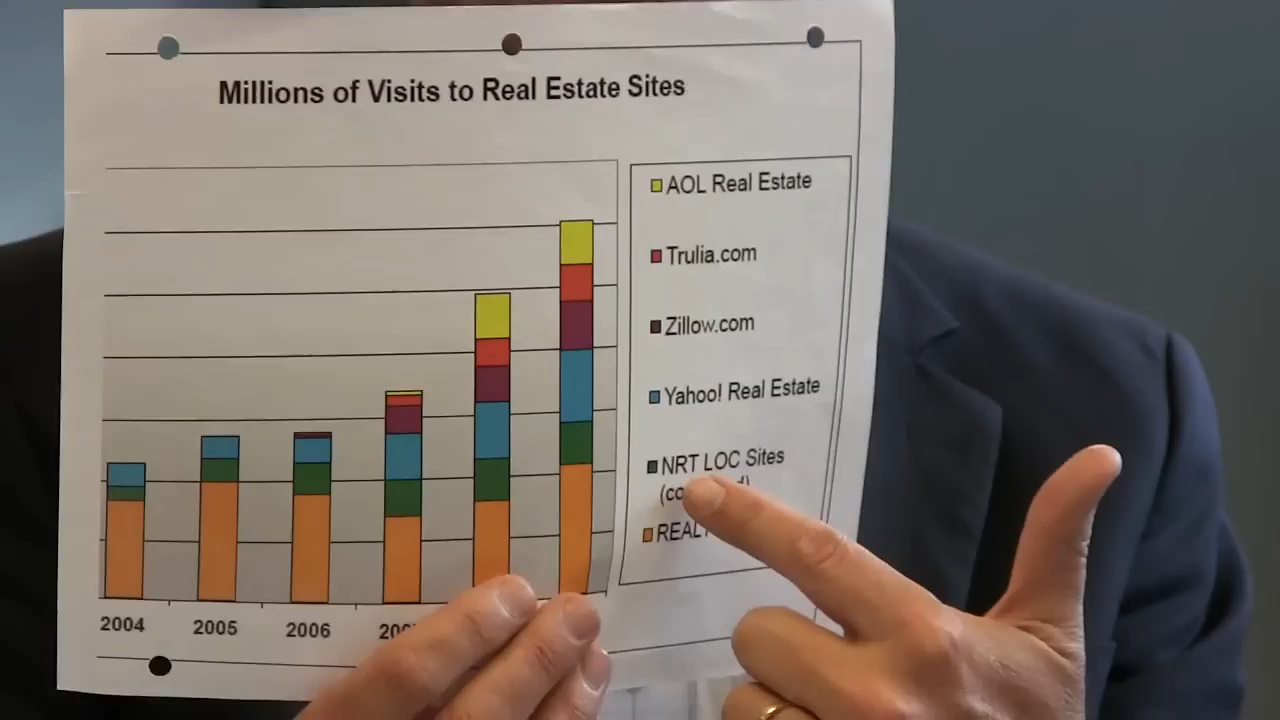 Millions of Visits to Real Estate Sites
AOL Real Estate
Trulia.com
Zillow.com
Yahoo! Real Estate
NRT LOC Sites
2004 2005 2006